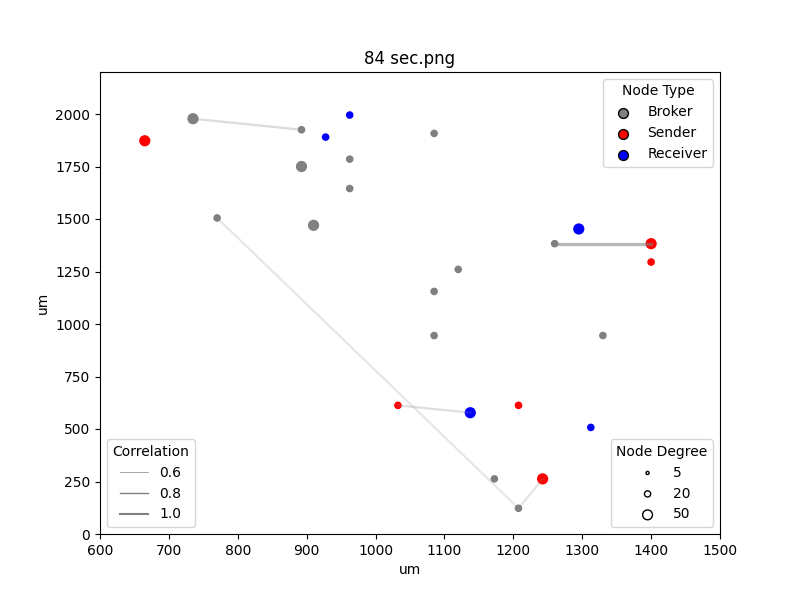 84 sec.png
Node Type
Broker
Sender
Receiver
2000
1750
1500
1250
1000
750
500
250
0
um
Correlation
0.6
0.8
1.0
Node Degree
5
20
50
600 700 800 900 1000 1100 1200 1300 1400 1500
um